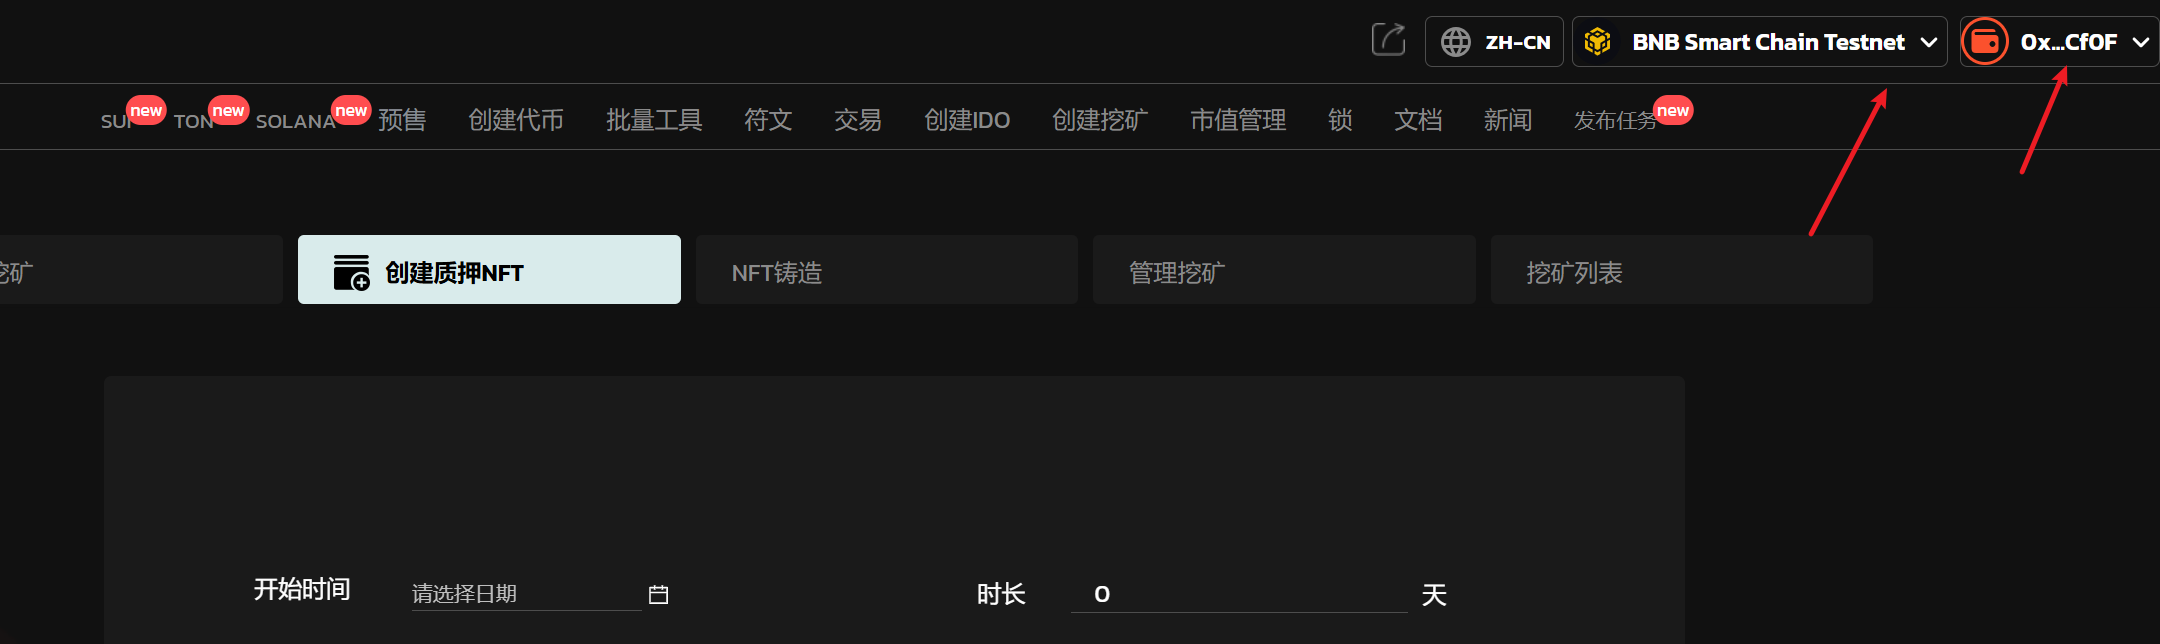 ZH-CN
BNB Smart Chain Testnet
0x...Cf0F
new new new new
TON SOLANA 预售 创建代币 批量工具 符文 交易 创建IDO 创建挖矿 市值管理 锁 文档 新闻 发布任务
挖矿 创建质押NFT NFT铸造 管理挖矿 挖矿列表
开始时间 请选择日期 时长 0 天